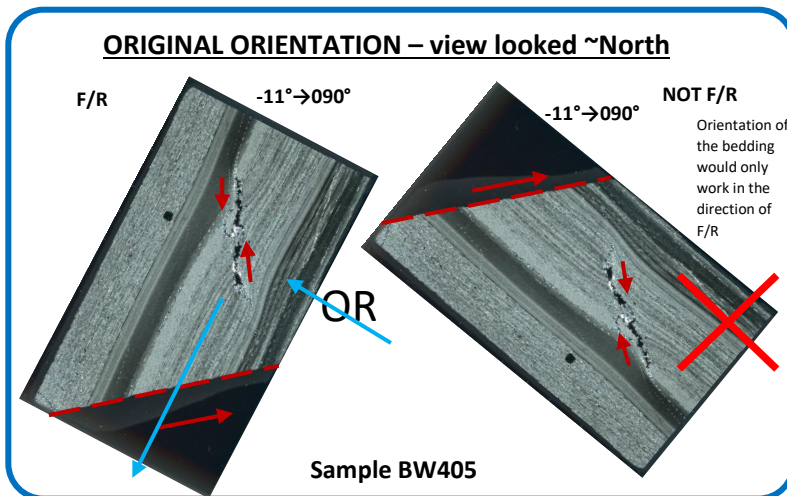 ORIGINAL ORIENTATION – view looked ~North
F/R
-11°→090°
-11°→090°
NOT F/R
Orientation of
the bedding
would only
work in the
direction of
F/R
OR
Sample BW405